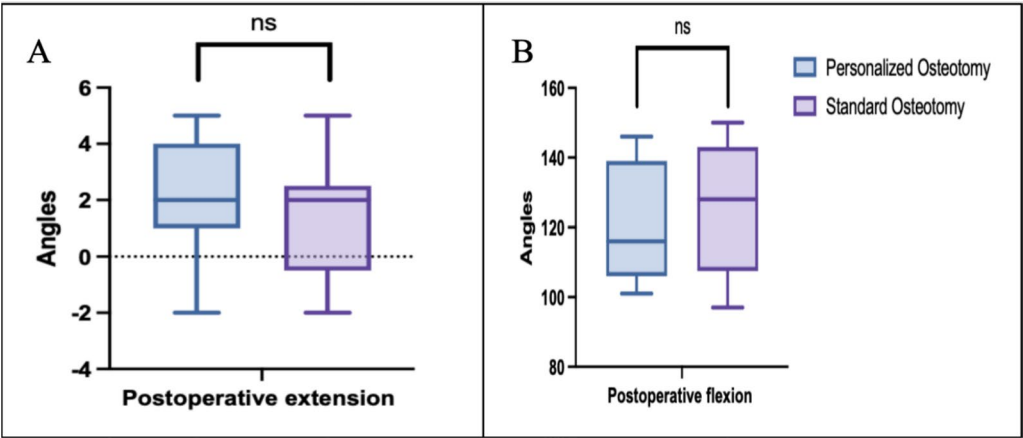 A
ns
6
4
2
0
-2
-4
Angles
Postoperative extension
B
ns
160
140
120
100
80
Angles
Postoperative flexion
Personalized Osteotomy
Standard Osteotomy